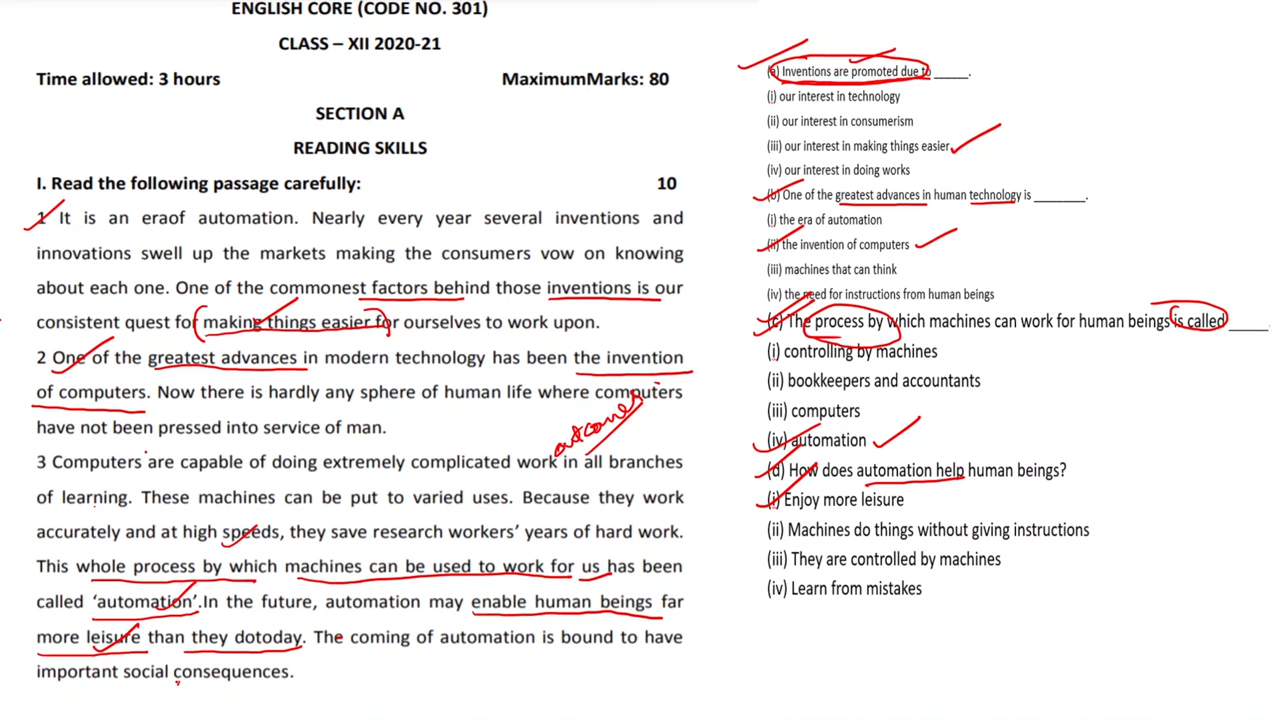 ENGLISH CORE (CODE NO. 301)
CLASS – XII 2020-21
Time allowed: 3 hours MaximumMarks: 80
SECTION A
READING SKILLS
I. Read the following passage carefully: 10
1 It is an eraof automation. Nearly every year several inventions and
innovations swell up the markets making the consumers vow on knowing
about each one. One of the commonest factors behind those inventions is our
consistent quest for making things easier for ourselves to work upon.
2 One of the greatest advances in modern technology has been the invention
of computers. Now there is hardly any sphere of human life where computers
have not been pressed into service of man.
outcomes
3 Computers are capable of doing extremely complicated work in all branches
of learning. These machines can be put to varied uses. Because they work
accurately and at high speeds, they save research workers’ years of hard work.
This whole process by which machines can be used to work for us has been
called ‘automation’.In the future, automation may enable human beings far
more leisure than they dotoday. The coming of automation is bound to have
important social consequences.
(a) Inventions are promoted due to _____.
(i) our interest in technology
(ii) our interest in consumerism
(iii) our interest in making things easier
(iv) our interest in doing works
(b) One of the greatest advances in human technology is ________.
(i) the era of automation
(ii) the invention of computers
(iii) machines that can think
(iv) the need for instructions from human beings
(c) The process by which machines can work for human beings is called _____
(i) controlling by machines
(ii) bookkeepers and accountants
(iii) computers
(iv) automation
(d) How does automation help human beings?
(i) Enjoy more leisure
(ii) Machines do things without giving instructions
(iii) They are controlled by machines
(iv) Learn from mistakes